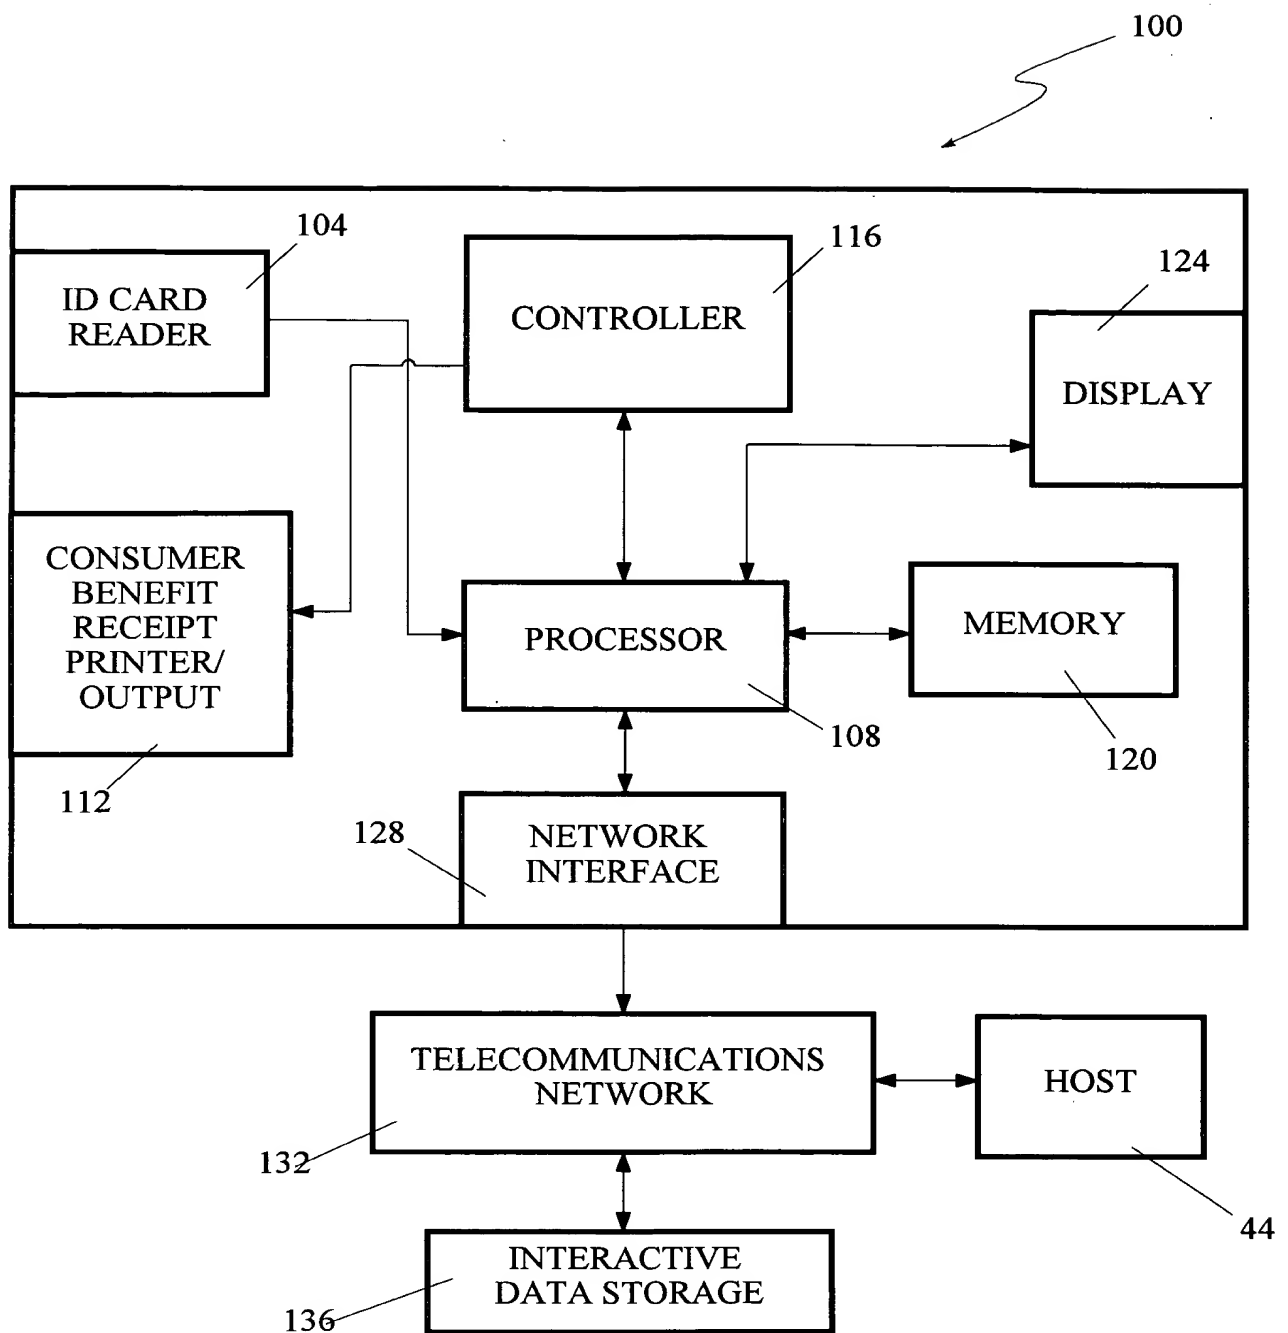 100
104
ID CARD
READER
116
CONTROLLER
124
DISPLAY
CONSUMER
BENEFIT
RECEIPT
PRINTER/
OUTPUT
112
PROCESSOR
108
MEMORY
120
128
NETWORK
INTERFACE
TELECOMMUNICATIONS
NETWORK
132
HOST
44
INTERACTIVE
DATA STORAGE
136